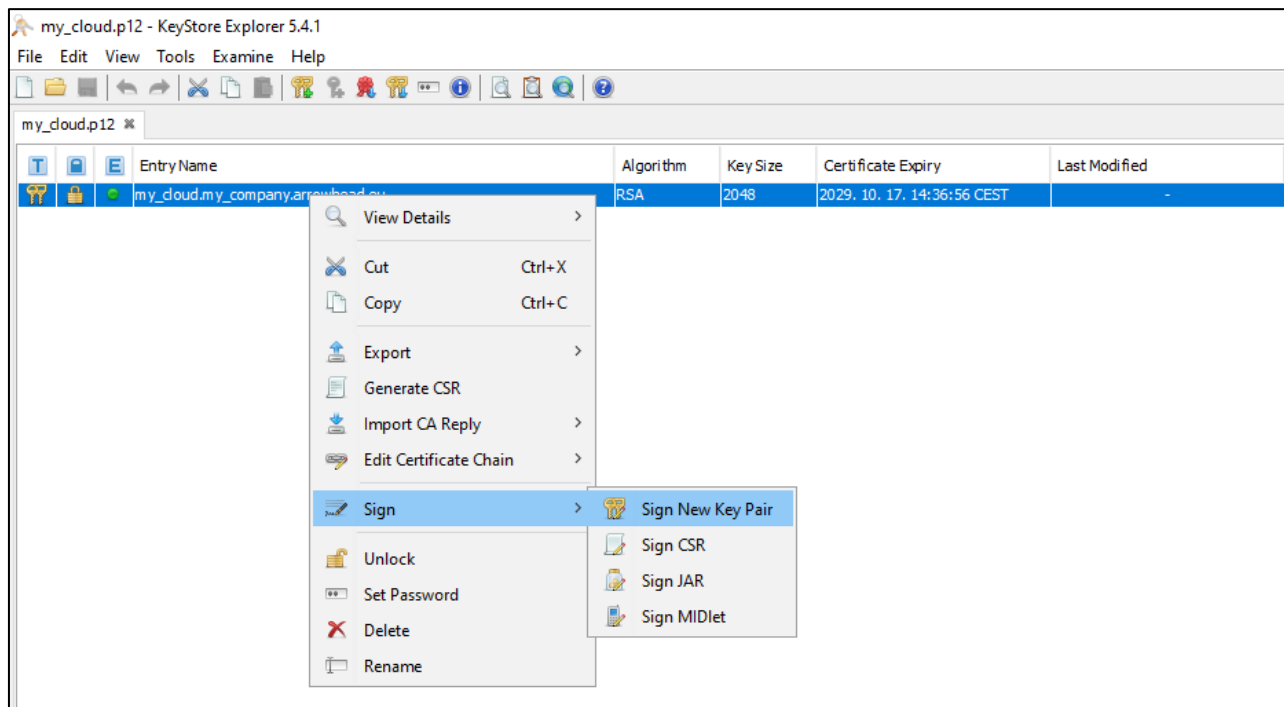 my_cloud.p12 - KeyStore Explorer 5.4.1
File Edit View Tools Examine Help
my_cloud.p12
T E Entry Name Algorithm Key Size Certificate Expiry Last Modified
my_cloud.my_company.arrowhead.eu RSA 2048 2029. 10. 17. 14:36:56 CEST -
View Details
Cut Ctrl+X
Copy Ctrl+C
Export
Generate CSR
Import CA Reply
Edit Certificate Chain
Sign
Sign New Key Pair
Sign CSR
Sign JAR
Sign MIDlet
Unlock
Set Password
Delete
Rename